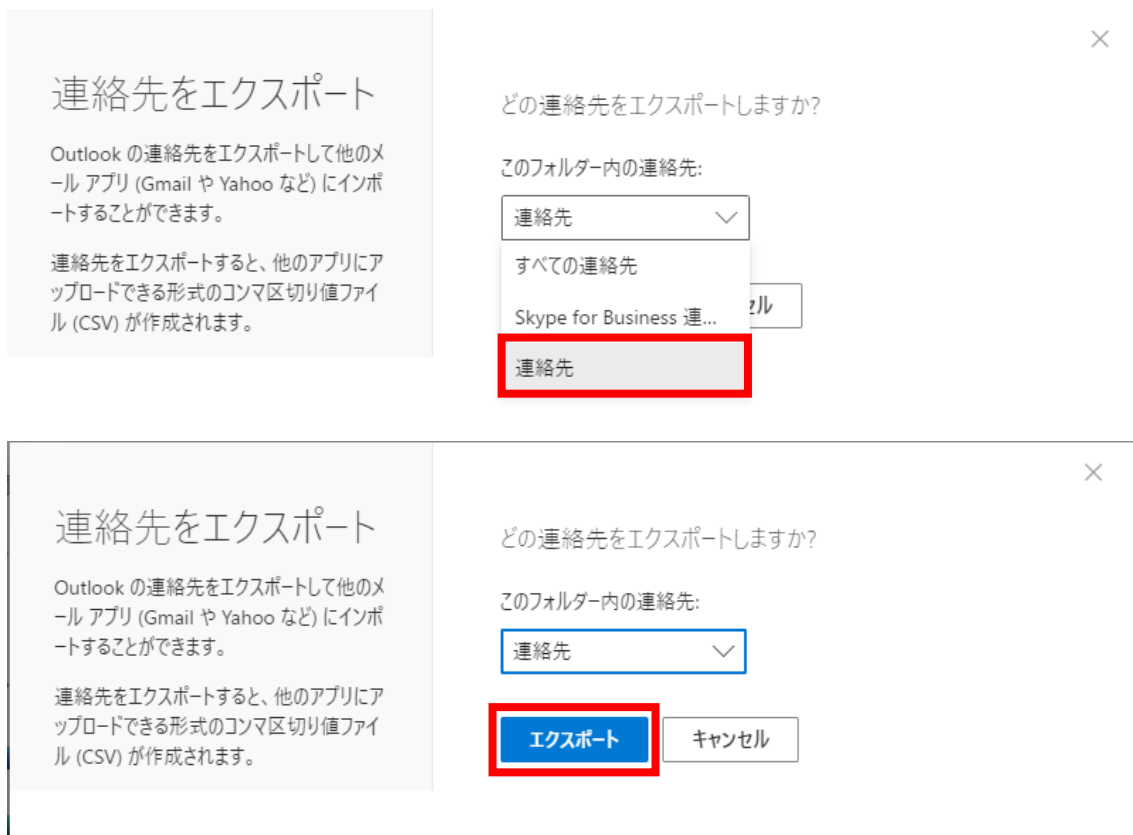 連絡先をエクスポート
Outlook の連絡先をエクスポートして他のメ
ール アプリ (Gmail や Yahoo など) にインポ
ートすることができます。
連絡先をエクスポートすると、他のアプリにア
ップロードできる形式のコンマ区切り値ファイ
ル (CSV) が作成されます。
どの連絡先をエクスポートしますか?
このフォルダー内の連絡先:
連絡先
すべての連絡先
Skype for Business 連...
セル
連絡先
連絡先をエクスポート
Outlook の連絡先をエクスポートして他のメ
ール アプリ (Gmail や Yahoo など) にインポ
ートすることができます。
連絡先をエクスポートすると、他のアプリにア
ップロードできる形式のコンマ区切り値ファイ
ル (CSV) が作成されます。
どの連絡先をエクスポートしますか?
このフォルダー内の連絡先:
連絡先
エクスポート
キャンセル